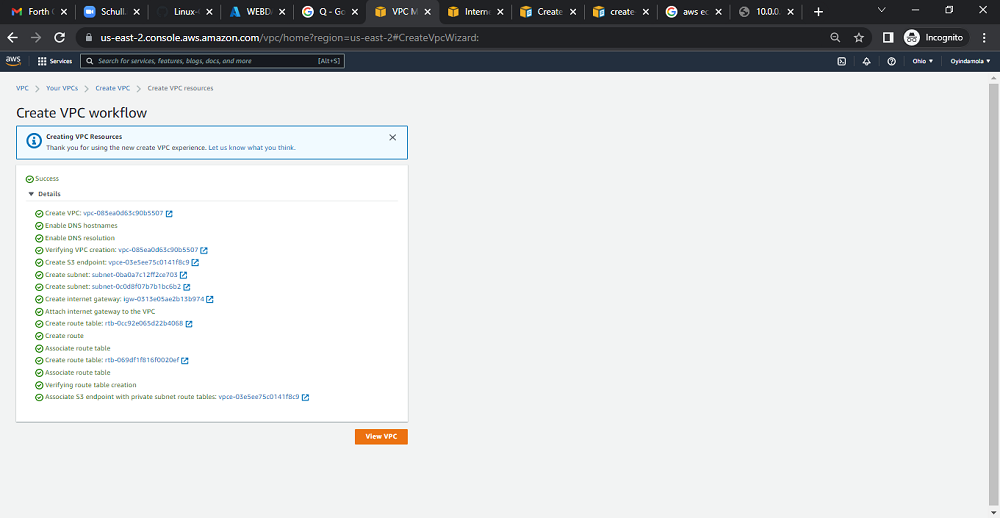 Forth
Schull
Linux-
WEBDA
Q - Go
VPC M
Interna
Create
create
aws ec
10.0.0.
us-east-2.console.aws.amazon.com/vpc/home?region=us-east-2#CreateVpcWizard:
Incognito
aws
Services
Search for services, features, blogs, docs, and more
[Alt+S]
Ohio
Oyindamola
VPC > Your VPCs > Create VPC > Create VPC resources
Create VPC workflow
Creating VPC Resources
Thank you for using the new create VPC experience. Let us know what you think.
Success
Details
Create VPC: vpc-085ea0d63c90b5507
Enable DNS hostnames
Enable DNS resolution
Verifying VPC creation: vpc-085ea0d63c90b5507
Create S3 endpoint: vpce-03e5ee75c0141f8c9
Create subnet: subnet-0ba0a7c12ff2ce703
Create subnet: subnet-0c0d8f07b7b1bc6b2
Create internet gateway: igw-0313e05ae2b13b974
Attach internet gateway to the VPC
Create route table: rtb-0cc92e065d22b4068
Create route
Associate route table
Create route table: rtb-069df1f816f0020ef
Associate route table
Verifying route table creation
Associate S3 endpoint with private subnet route tables: vpce-03e5ee75c0141f8c9
View VPC